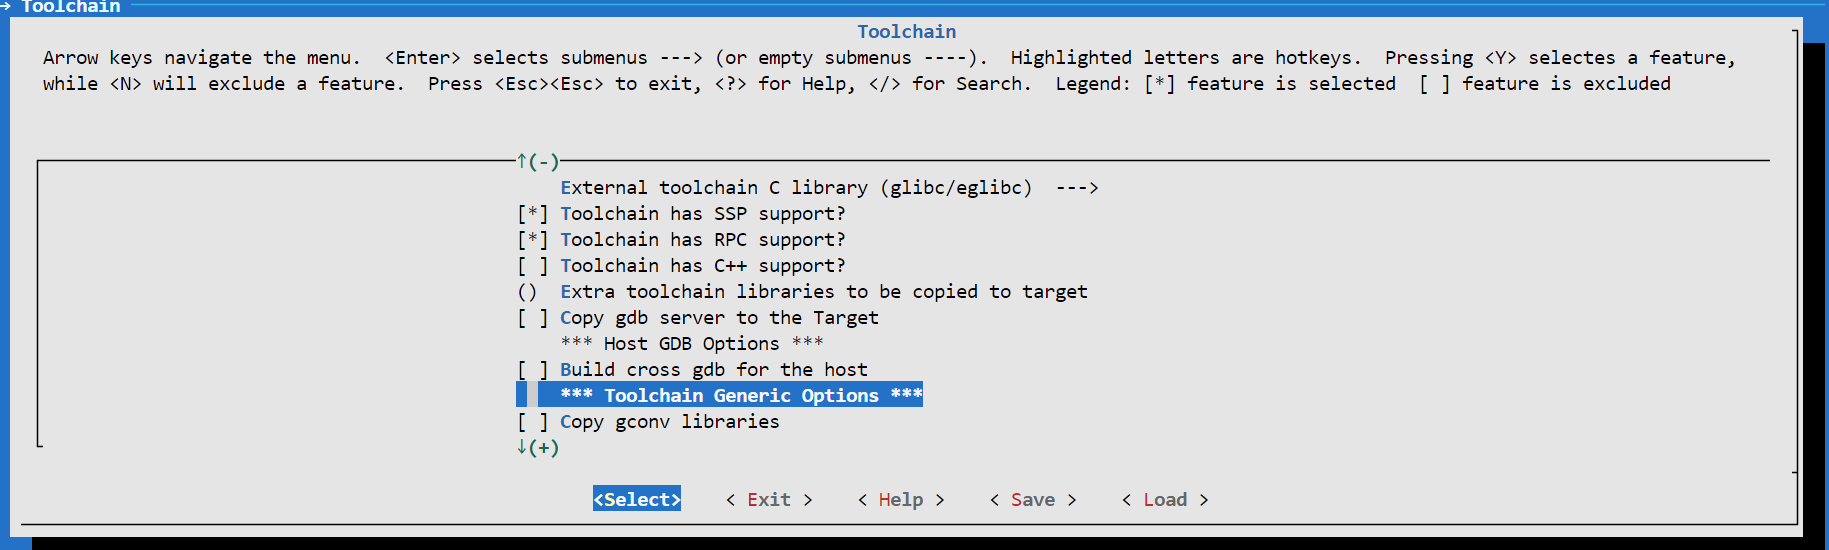 → Toolchain
Toolchain
Arrow keys navigate the menu.  <Enter> selects submenus ---> (or empty submenus ----).  Highlighted letters are hotkeys.  Pressing <Y> selectes a feature,
while <N> will exclude a feature.  Press <Esc><Esc> to exit, <?> for Help, </> for Search.  Legend: [*] feature is selected  [ ] feature is excluded
↑(-)
External toolchain C library (glibc/eglibc)  --->
[*] Toolchain has SSP support?
[*] Toolchain has RPC support?
[ ] Toolchain has C++ support?
()  Extra toolchain libraries to be copied to target
[ ] Copy gdb server to the Target
*** Host GDB Options ***
[ ] Build cross gdb for the host
*** Toolchain Generic Options ***
[ ] Copy gconv libraries
↓(+)
<Select>    < Exit >    < Help >    < Save >    < Load >